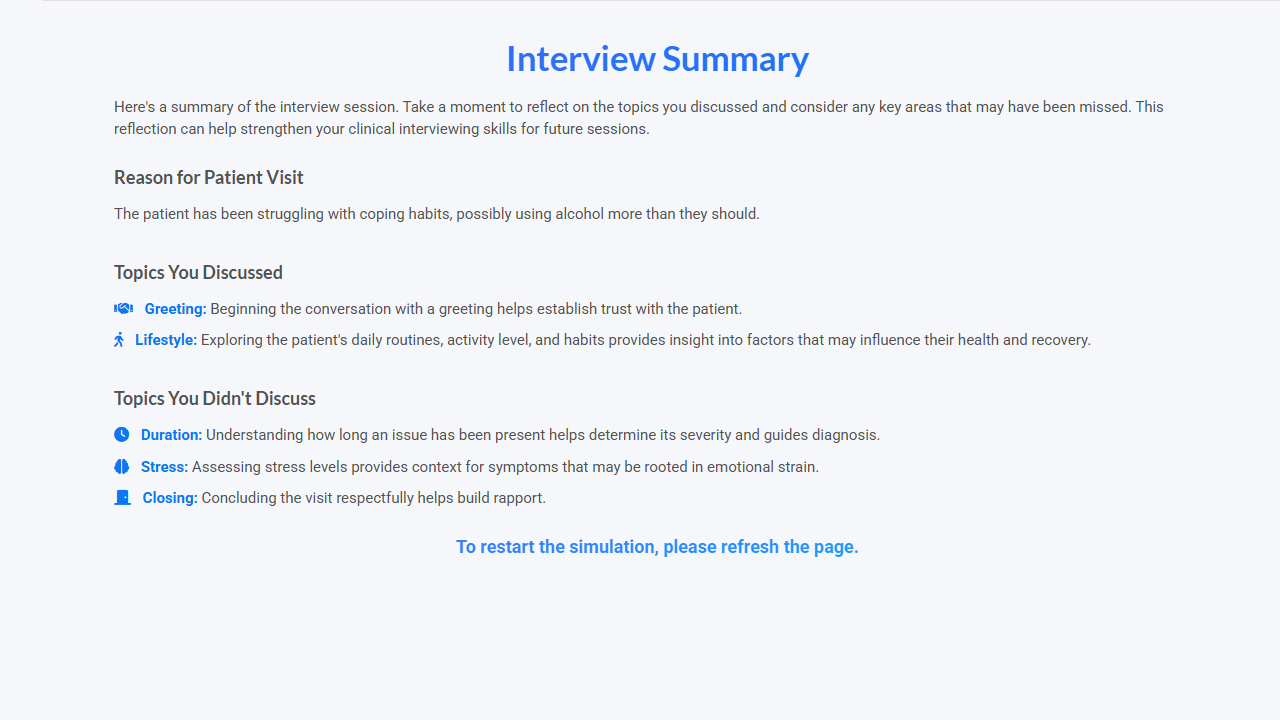 Interview Summary
Here's a summary of the interview session. Take a moment to reflect on the topics you discussed and consider any key areas that may have been missed. This
reflection can help strengthen your clinical interviewing skills for future sessions.
Reason for Patient Visit
The patient has been struggling with coping habits, possibly using alcohol more than they should.
Topics You Discussed
Greeting: Beginning the conversation with a greeting helps establish trust with the patient.
Lifestyle: Exploring the patient's daily routines, activity level, and habits provides insight into factors that may influence their health and recovery.
Topics You Didn't Discuss
Duration: Understanding how long an issue has been present helps determine its severity and guides diagnosis.
Stress: Assessing stress levels provides context for symptoms that may be rooted in emotional strain.
Closing: Concluding the visit respectfully helps build rapport.
To restart the simulation, please refresh the page.